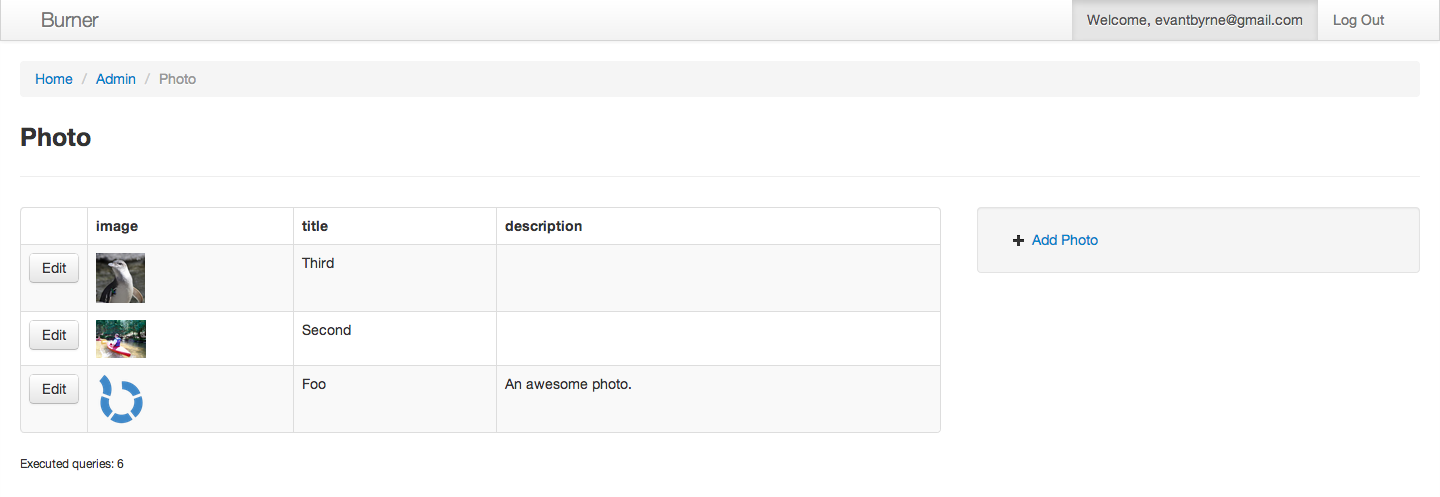 Burner Welcome, evantbyrne@gmail.com Log Out
Home / Admin / Photo
Photo
image title description
Add Photo
Edit Third
Edit Second
Edit Foo An awesome photo.
Executed queries: 6